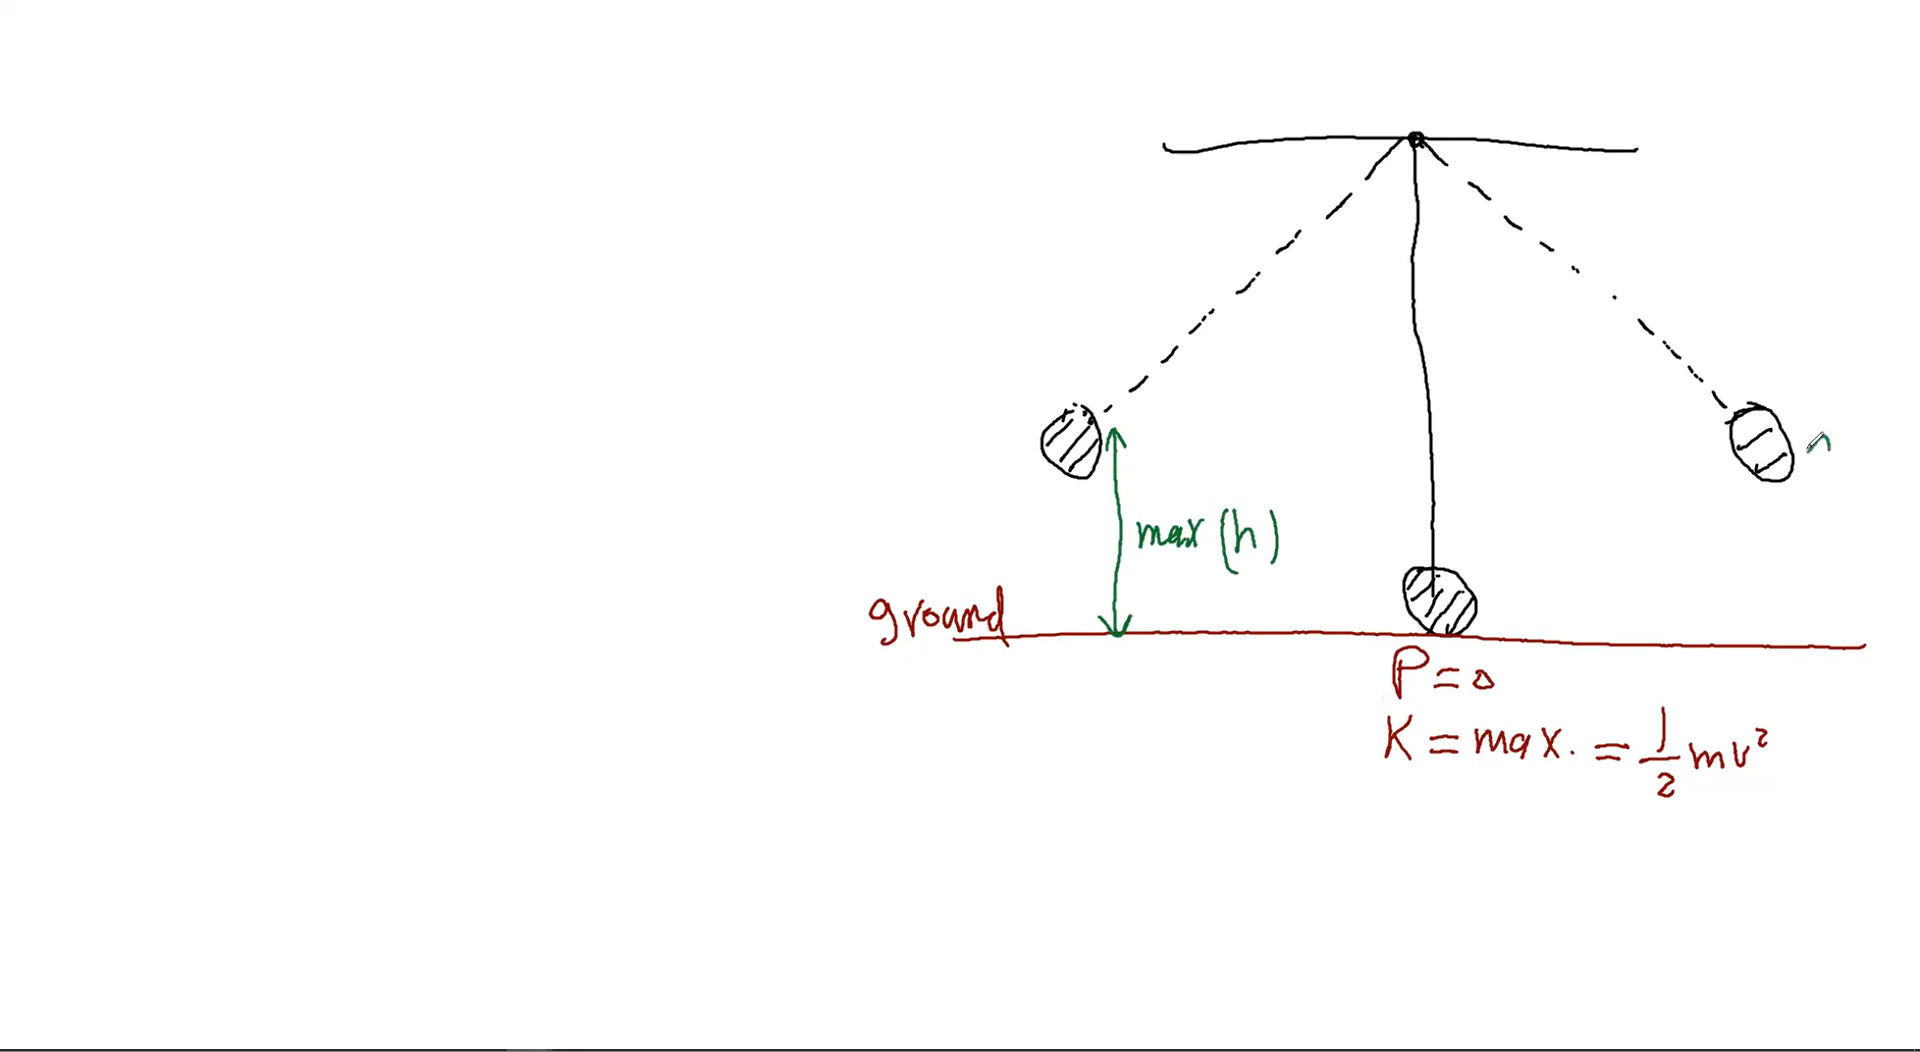 max (h)
ground
P = 0
K = max. = 1/2 mv²